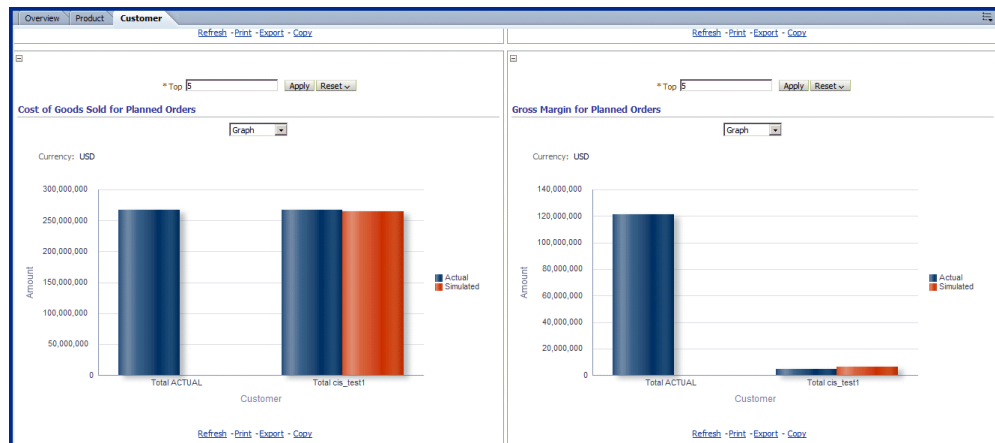 Overview Product Customer
Refresh - Print - Export - Copy
Refresh - Print - Export - Copy
* Top 5 Apply Reset
Cost of Goods Sold for Planned Orders
Graph
Currency: USD
300,000,000
250,000,000
200,000,000
150,000,000
100,000,000
50,000,000
0
Amount
Total ACTUAL Total cis_test1
Customer
Actual
Simulated
Refresh - Print - Export - Copy
* Top 5 Apply Reset
Gross Margin for Planned Orders
Graph
Currency: USD
140,000,000
120,000,000
100,000,000
80,000,000
60,000,000
40,000,000
20,000,000
0
Amount
Total ACTUAL Total cis_test1
Customer
Actual
Simulated
Refresh - Print - Export - Copy